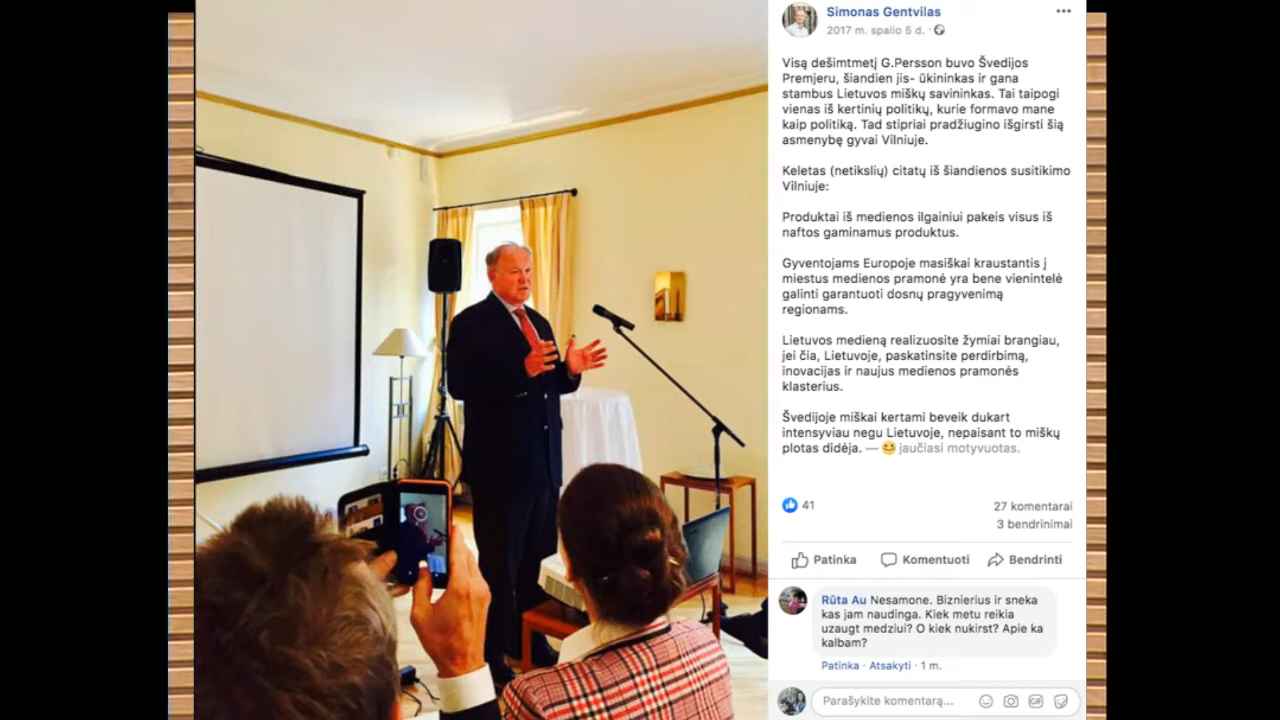 Simonas Gentvilas
2017 m. spalio 5 d. ·
Visą dešimtmetį G.Persson buvo Švedijos
Premjeru, šiandien jis- ūkininkas ir gana
stambus Lietuvos miškų savininkas. Tai taipogi
vienas iš kertinių politikų, kurie formavo mane
kaip politiką. Tad stipriai pradžiugino išgirsti šią
asmenybę gyvai Vilniuje.
Keletas (netikslių) citatų iš šiandienos susitikimo
Vilniuje:
Produktai iš medienos ilgainiui pakeis visus iš
naftos gaminamus produktus.
Gyventojams Europoje masiškai kraustantis į
miestus medienos pramonė yra bene vienintelė
galinti garantuoti dosnų pragyvenimą
regionams.
Lietuvos medieną realizuosite žymiai brangiau,
jei čia, Lietuvoje, paskatinsite perdirbimą,
inovacijas ir naujus medienos pramonės
klasterius.
Švedijoje miškai kertami beveik dukart
intensyviau negu Lietuvoje, nepaisant to miškų
plotas didėja. — 😆 jaučiasi motyvuotas.
41
27 komentarai
3 bendrinimai
Patinka Komentuoti Bendrinti
Rūta Au Nesamone. Biznierius ir sneka
kas jam naudinga. Kiek metu reikia
uzaugt medziui? O kiek nukirst? Apie ka
kalbam?
Patinka · Atsakyti · 1 m.
Parašykite komentarą...
GIF